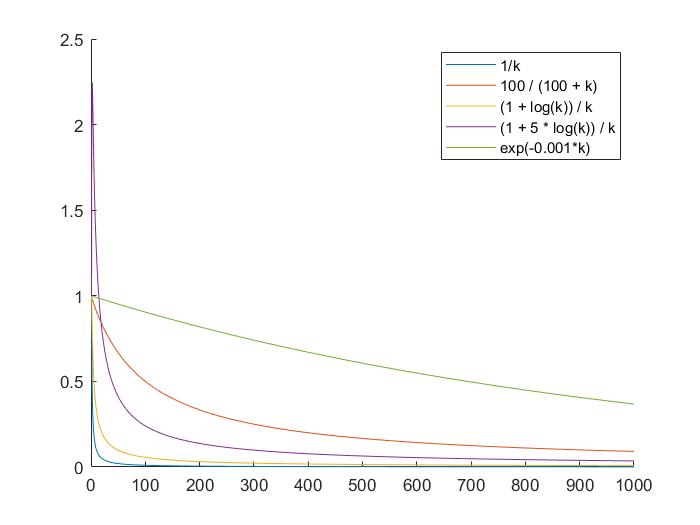 2.5
2
1.5
1
0.5
0
0 100 200 300 400 500 600 700 800 900 1000
1/k
100 / (100 + k)
(1 + log(k)) / k
(1 + 5 * log(k)) / k
exp(-0.001*k)